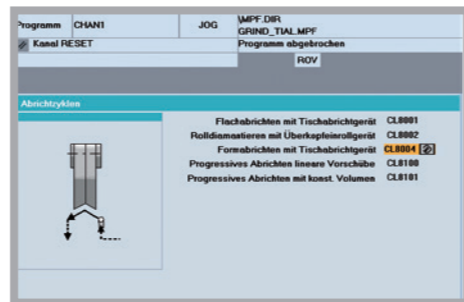 Programm CHAN1 JOG \MPF.DIR
GRIND_TIAL.MPF
Kanal RESET Programm abgebrochen
ROV
Abrichtzyklen
Flachabrichten mit Tischabrichtgerät CL8001
Rolldiamantieren mit Überkopfeinrollgerät CL8002
Formabrichten mit Tischabrichtgerät CL8004
Progressives Abrichten lineare Vorschübe CL8100
Progressives Abrichten mit konst. Volumen CL8101